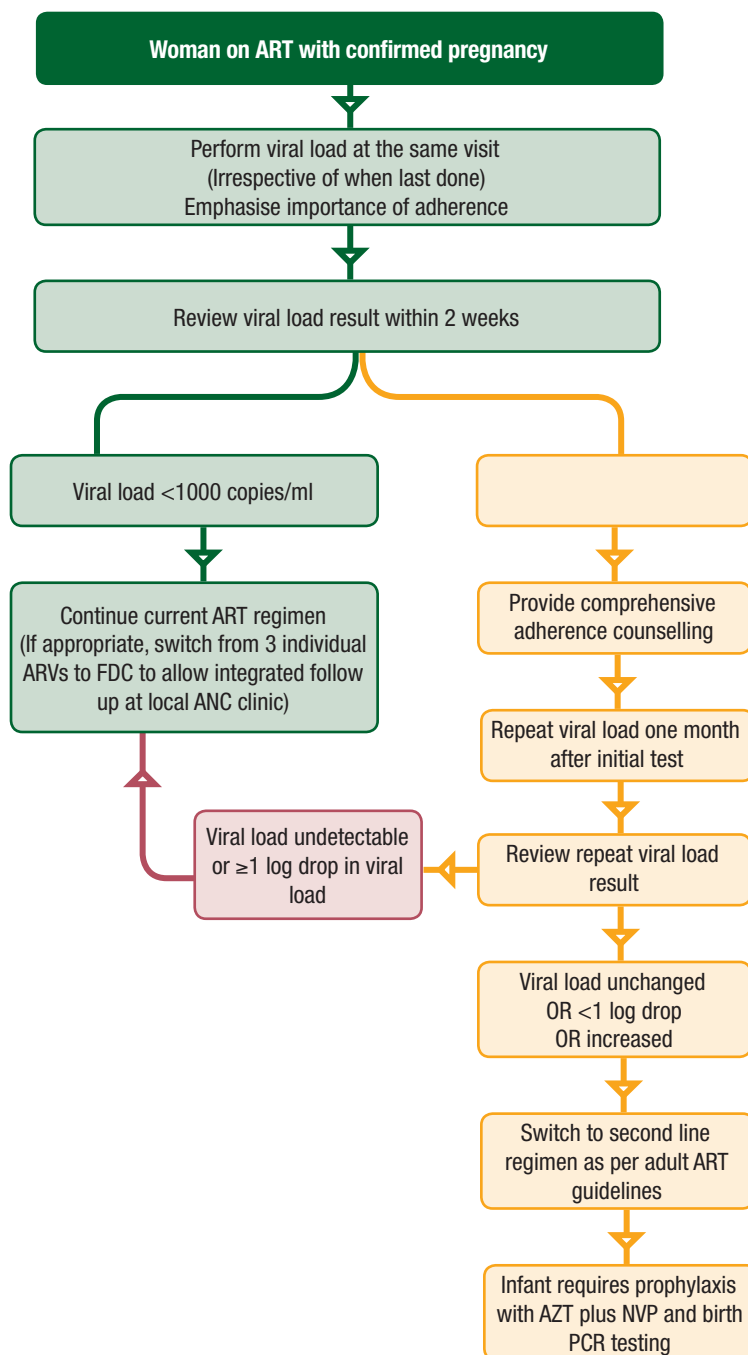 Woman on ART with confirmed pregnancy
Perform viral load at the same visit
(Irrespective of when last done)
Emphasise importance of adherence
Review viral load result within 2 weeks
Viral load <1000 copies/ml
Continue current ART regimen
(If appropriate, switch from 3 individual
ARVs to FDC to allow integrated follow
up at local ANC clinic)
Provide comprehensive
adherence counselling
Repeat viral load one month
after initial test
Review repeat viral load
result
Viral load undetectable
or ≥1 log drop in viral
load
Viral load unchanged
OR <1 log drop
OR increased
Switch to second line
regimen as per adult ART
guidelines
Infant requires prophylaxis
with AZT plus NVP and birth
PCR testing